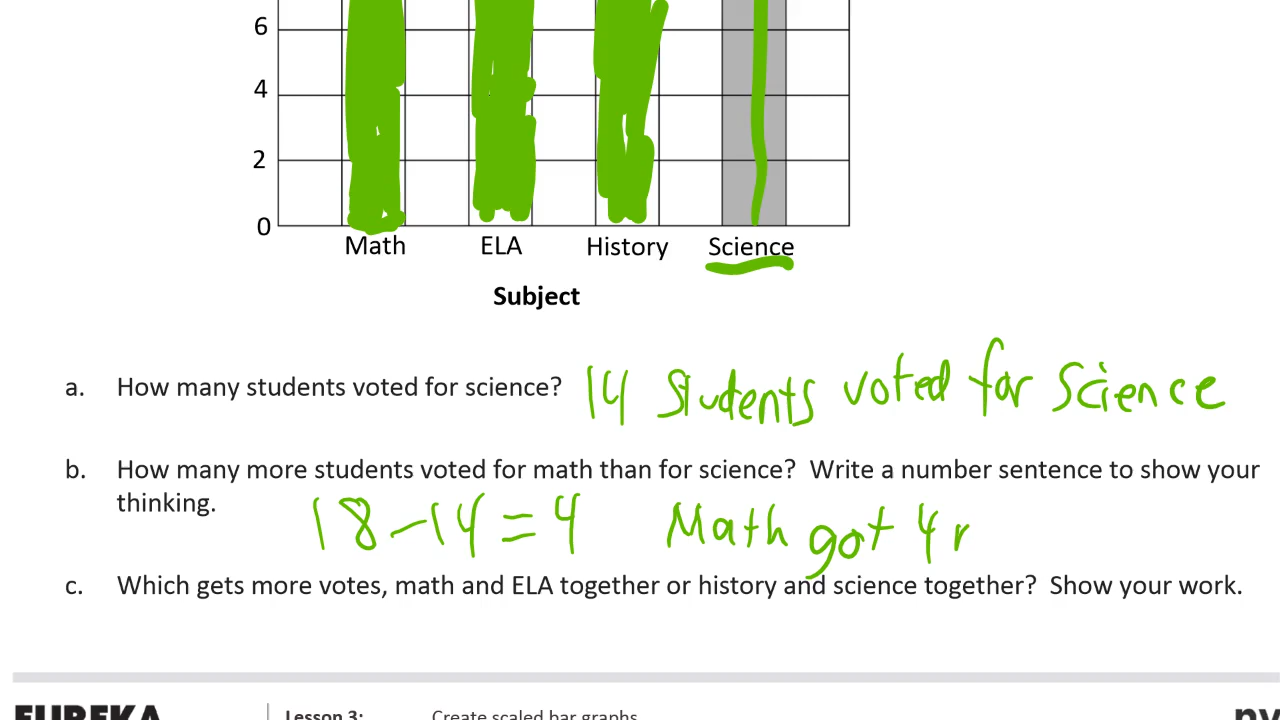 6
4
2
0
Math ELA History Science
Subject
a. How many students voted for science? 14 Students voted for Science
b. How many more students voted for math than for science? Write a number sentence to show your
thinking. 18-14=4 Math got 4
c. Which gets more votes, math and ELA together or history and science together? Show your work.
EUREKA Lesson 3: Create scaled bar graphs ny